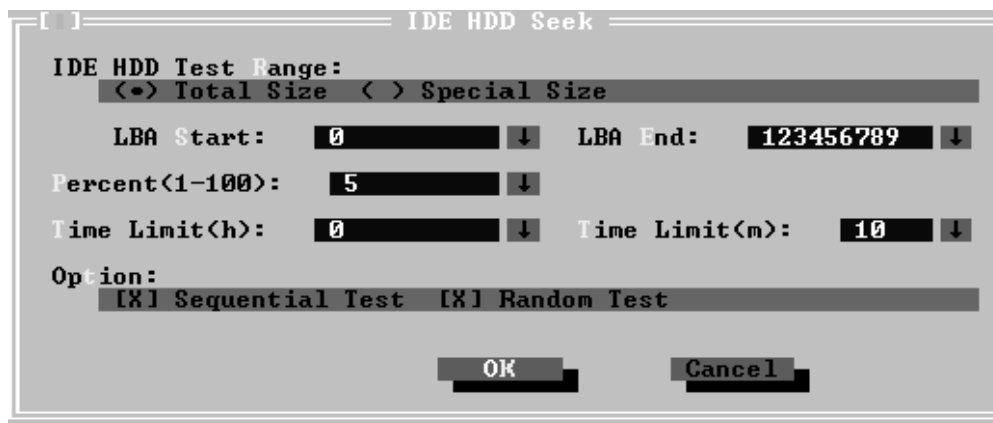 [ ] IDE HDD Seek
IDE HDD Test Range:
(•) Total Size ( ) Special Size
LBA Start: 0 ↓ LBA End: 123456789 ↓
Percent(1-100): 5 ↓
Time Limit(h): 0 ↓ Time Limit(m): 10 ↓
Option:
[X] Sequential Test [X] Random Test
OK Cancel